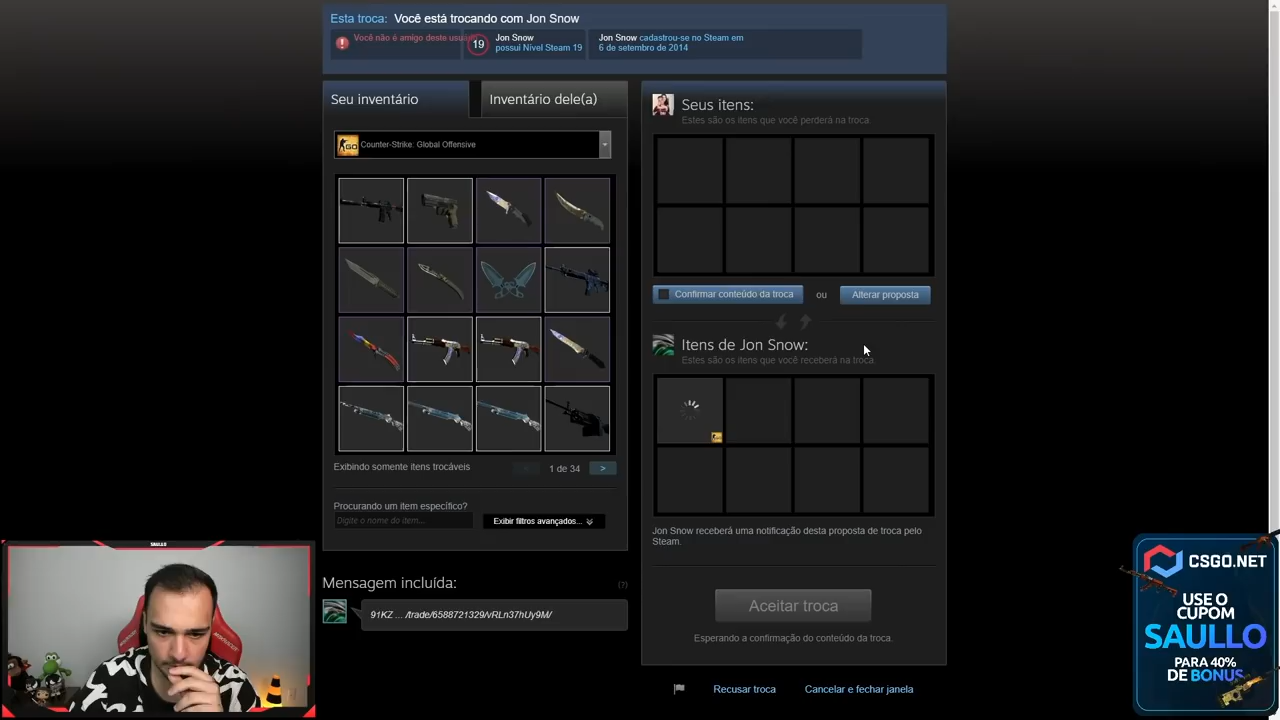 Esta troca: Você está trocando com Jon Snow
Você não é amigo deste usuá
19
Jon Snow
possui Nível Steam 19
Jon Snow cadastrou-se no Steam em
6 de setembro de 2014
Seu inventário
Inventário dele(a)
Counter-Strike: Global Offensive
Exibindo somente itens trocáveis
1 de 34
>
Procurando um item específico?
Digite o nome do item...
Exibir filtros avançados...
Mensagem incluída:
(?)
91KZ ... /trade/6588721329/vRLn37hUy9M/
Seus itens:
Estes são os itens que você perderá na troca.
Confirmar conteúdo da troca
ou
Alterar proposta
Itens de Jon Snow:
Estes são os itens que você receberá na troca.
Jon Snow receberá uma notificação desta proposta de troca pelo
Steam.
Aceitar troca
Esperando a confirmação do conteúdo da troca.
Recusar troca
Cancelar e fechar janela
SAULLO
CSGO.NET
USE O
CUPOM
SAULLO
PARA 40%
DE BONUS